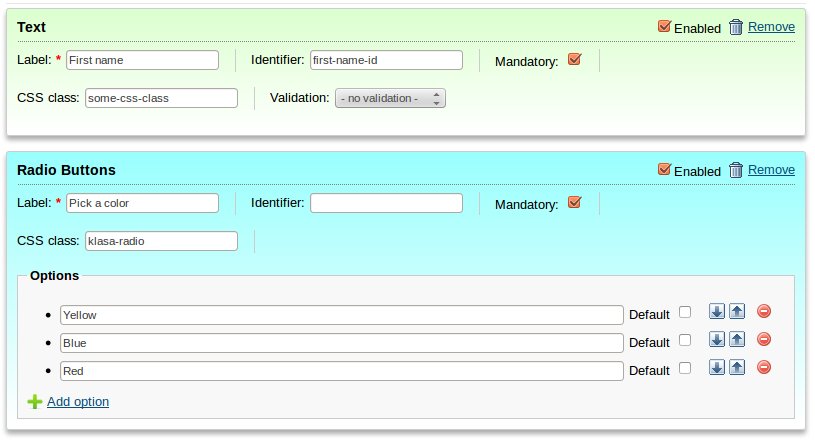 Text Enabled Remove
Label: * First name Identifier: first-name-id Mandatory:
CSS class: some-css-class Validation: - no validation -
Radio Buttons Enabled Remove
Label: * Pick a color Identifier: Mandatory:
CSS class: klasa-radio
Options
• Yellow Default
• Blue Default
• Red Default
Add option